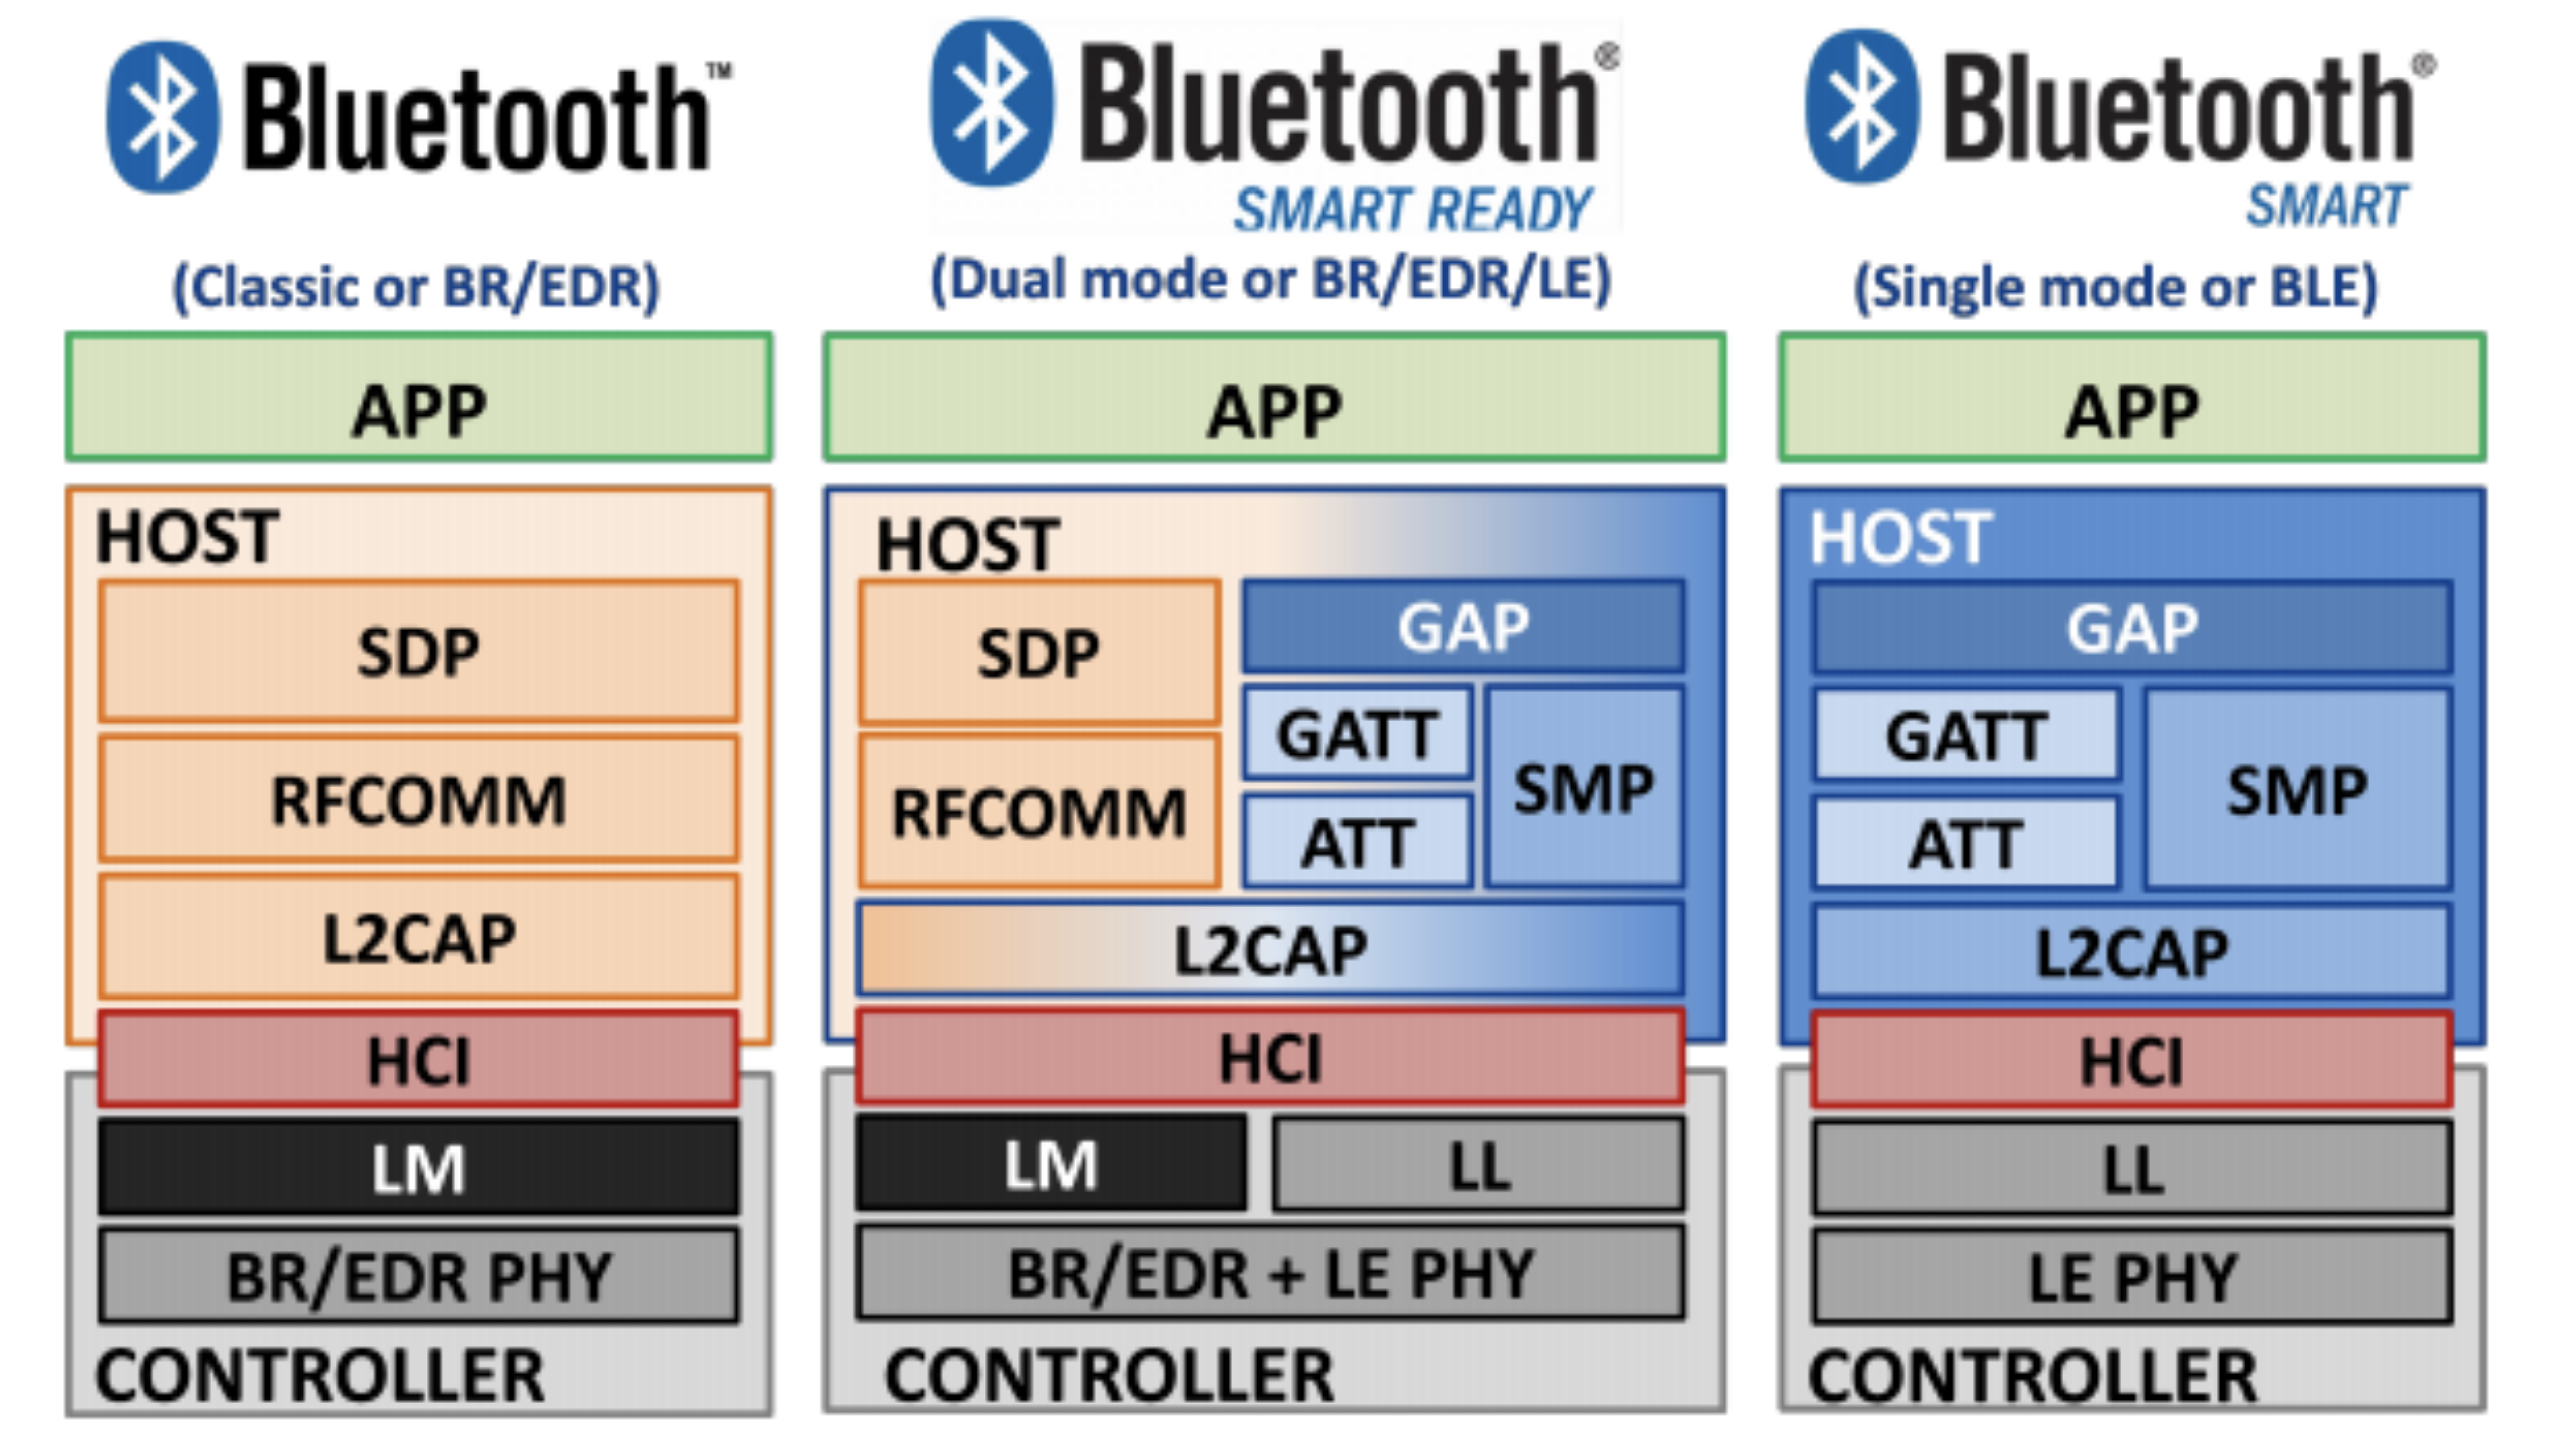 Bluetooth™
(Classic or BR/EDR)
APP
HOST
SDP
RFCOMM
L2CAP
HCI
LM
BR/EDR PHY
CONTROLLER
Bluetooth®
SMART READY
(Dual mode or BR/EDR/LE)
APP
HOST
SDP
RFCOMM
GAP
GATT
ATT
SMP
L2CAP
HCI
LM
LL
BR/EDR + LE PHY
CONTROLLER
Bluetooth®
SMART
(Single mode or BLE)
APP
HOST
GAP
GATT
ATT
SMP
L2CAP
HCI
LL
LE PHY
CONTROLLER